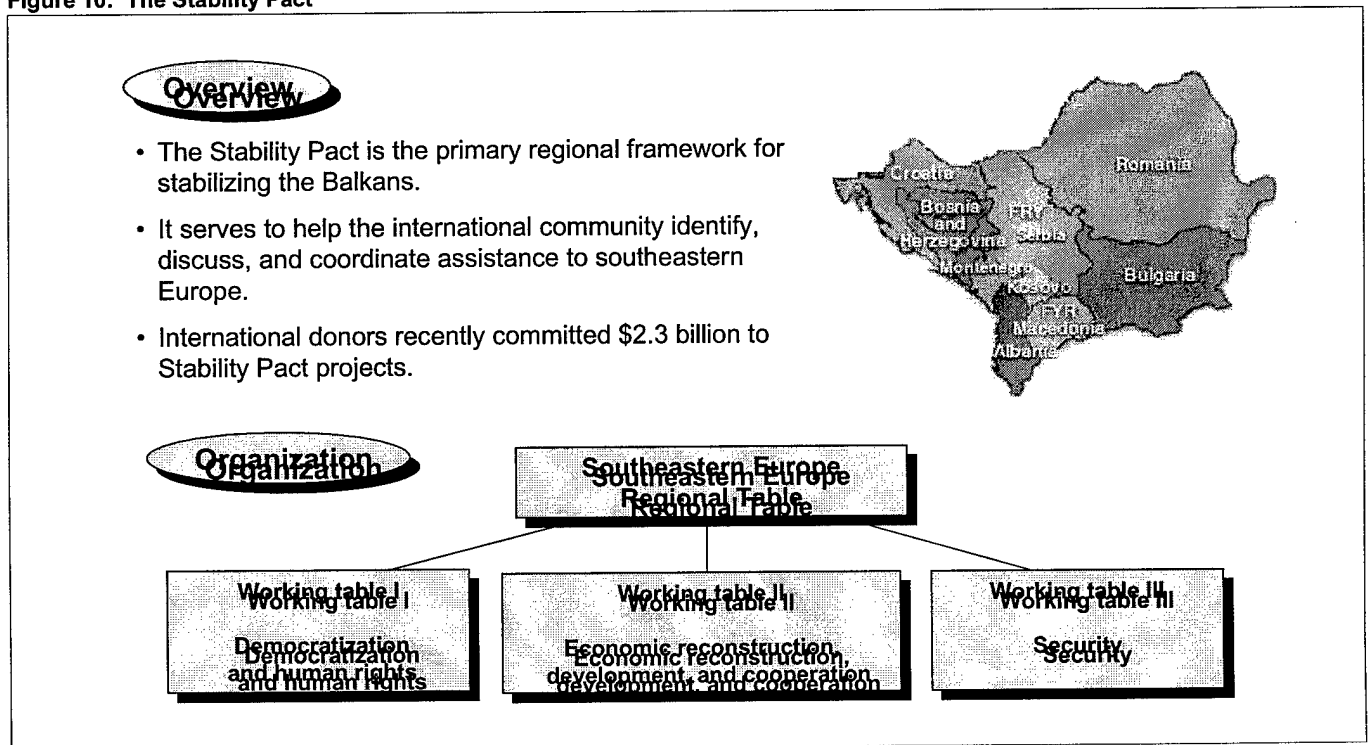 Figure 10: The Stability Pact
Overview
• The Stability Pact is the primary regional framework for
stabilizing the Balkans.
• It serves to help the international community identify,
discuss, and coordinate assistance to southeastern
Europe.
• International donors recently committed $2.3 billion to
Stability Pact projects.
Croatia
Bosnia
and
Herzegovina
FRY
Serbia
Montenegro
Kosovo
FYR
Macedonia
Albania
Romania
Bulgaria
Organization
Southeastern Europe
Regional Table
Working table I
Democratization
and human rights
Working table II
Economic reconstruction,
development, and cooperation
Working table III
Security